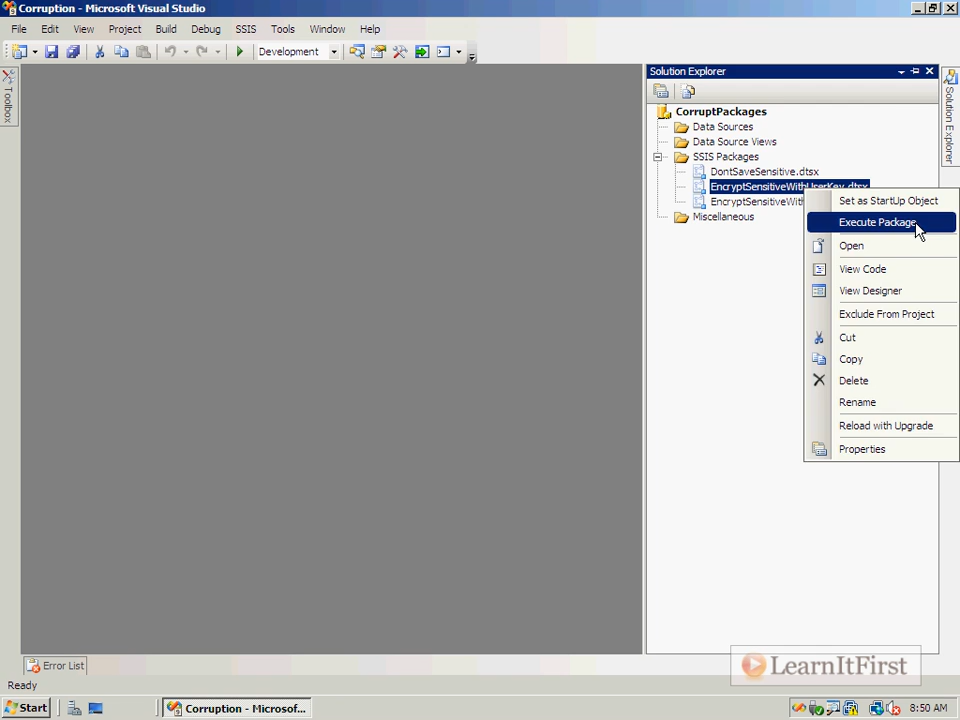 Corruption - Microsoft Visual Studio
File Edit View Project Build Debug SSIS Tools Window Help
Development
Toolbox
Solution Explorer
Solution Explorer
CorruptPackages
Data Sources
Data Source Views
SSIS Packages
DontSaveSensitive.dtsx
EncryptSensitiveWithUserKey.dtsx
EncryptSensitiveWith
Miscellaneous
Set as StartUp Object
Execute Package
Open
View Code
View Designer
Exclude From Project
Cut
Copy
Delete
Rename
Reload with Upgrade
Properties
Error List
LearnItFirst
Ready
Start
Corruption - Microsof...
8:50 AM